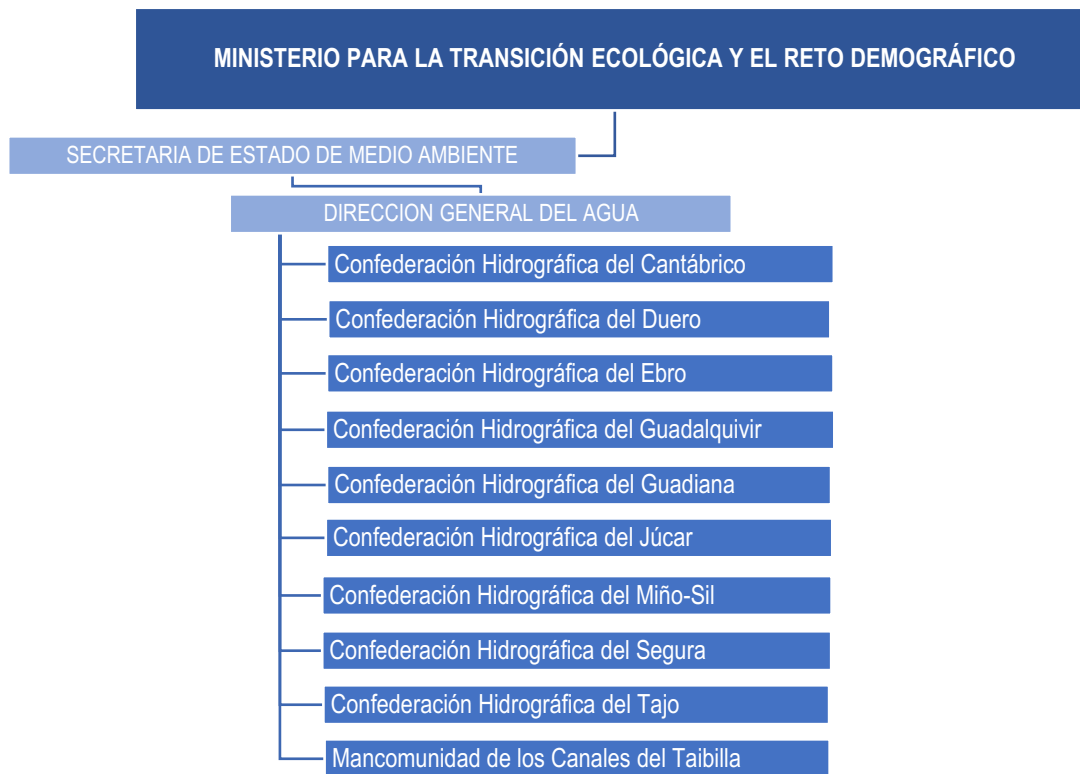 MINISTERIO PARA LA TRANSICIÓN ECOLÓGICA Y EL RETO DEMOGRÁFICO
SECRETARIA DE ESTADO DE MEDIO AMBIENTE
DIRECCION GENERAL DEL AGUA
Confederación Hidrográfica del Cantábrico
Confederación Hidrográfica del Duero
Confederación Hidrográfica del Ebro
Confederación Hidrográfica del Guadalquivir
Confederación Hidrográfica del Guadiana
Confederación Hidrográfica del Júcar
Confederación Hidrográfica del Miño-Sil
Confederación Hidrográfica del Segura
Confederación Hidrográfica del Tajo
Mancomunidad de los Canales del Taibilla